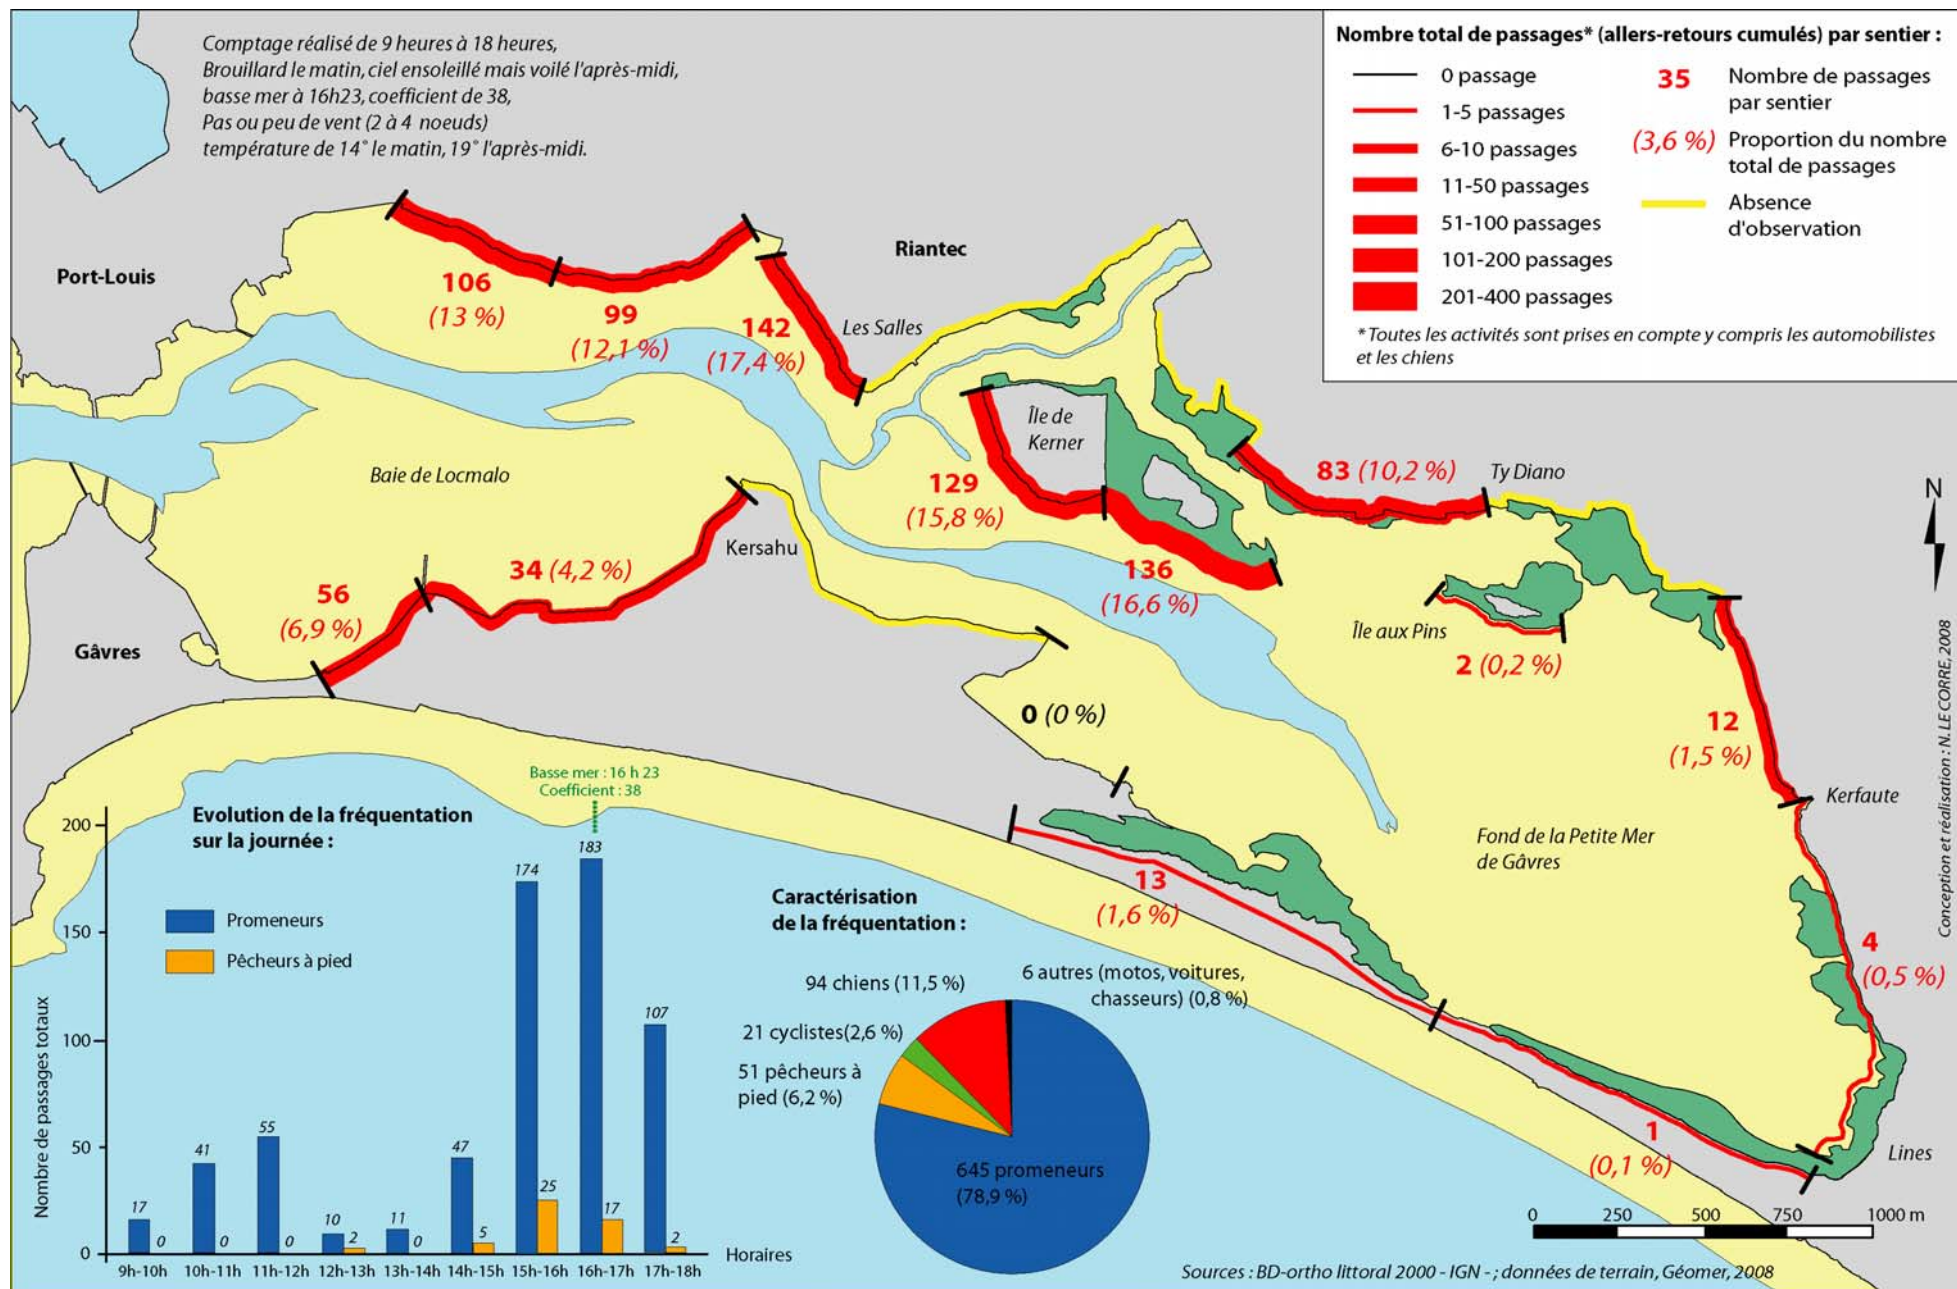 Comptage réalisé de 9 heures à 18 heures,
Brouillard le matin, ciel ensoleillé mais voilé l'après-midi,
basse mer à 16h23, coefficient de 38,
Pas ou peu de vent (2 à 4 noeuds)
température de 14° le matin, 19° l'après-midi.
Nombre total de passages* (allers-retours cumulés) par sentier :
0 passage
1-5 passages
6-10 passages
11-50 passages
51-100 passages
101-200 passages
201-400 passages
35
Nombre de passages
par sentier
(3,6 %)
Proportion du nombre
total de passages
Absence
d'observation
*Toutes les activités sont prises en compte y compris les automobilistes
et les chiens
Port-Louis
Riantec
106
(13 %)
99
(12,1 %)
142
(17,4 %)
Les Salles
Île de
Kerner
Baie de Locmalo
129
(15,8 %)
83 (10,2 %)
Ty Diano
N
Kersahu
34 (4,2 %)
56
(6,9 %)
136
(16,6 %)
Gâvres
Île aux Pins
2 (0,2 %)
0 (0 %)
12
(1,5 %)
Kerfaute
Fond de la Petite Mer
de Gâvres
13
(1,6 %)
4
(0,5 %)
1
(0,1 %)
Lines
Conception et réalisation : N. LE CORRE, 2008
Basse mer : 16 h 23
Coefficient : 38
Evolution de la fréquentation
sur la journée :
Promeneurs
Pêcheurs à pied
Nombre de passages totaux
200
150
100
50
0
17 0 41 0 55 0 10 2 11 0 47 5 174 25 183 17 107 2
9h-10h 10h-11h 11h-12h 12h-13h 13h-14h 14h-15h 15h-16h 16h-17h 17h-18h
Horaires
Caractérisation
de la fréquentation :
94 chiens (11,5 %)
6 autres (motos, voitures,
chasseurs) (0,8 %)
21 cyclistes(2,6 %)
51 pêcheurs à
pied (6,2 %)
645 promeneurs
(78,9 %)
0 250 500 750 1000 m
Sources : BD-ortho littoral 2000 - IGN - ; données de terrain, Géomer, 2008